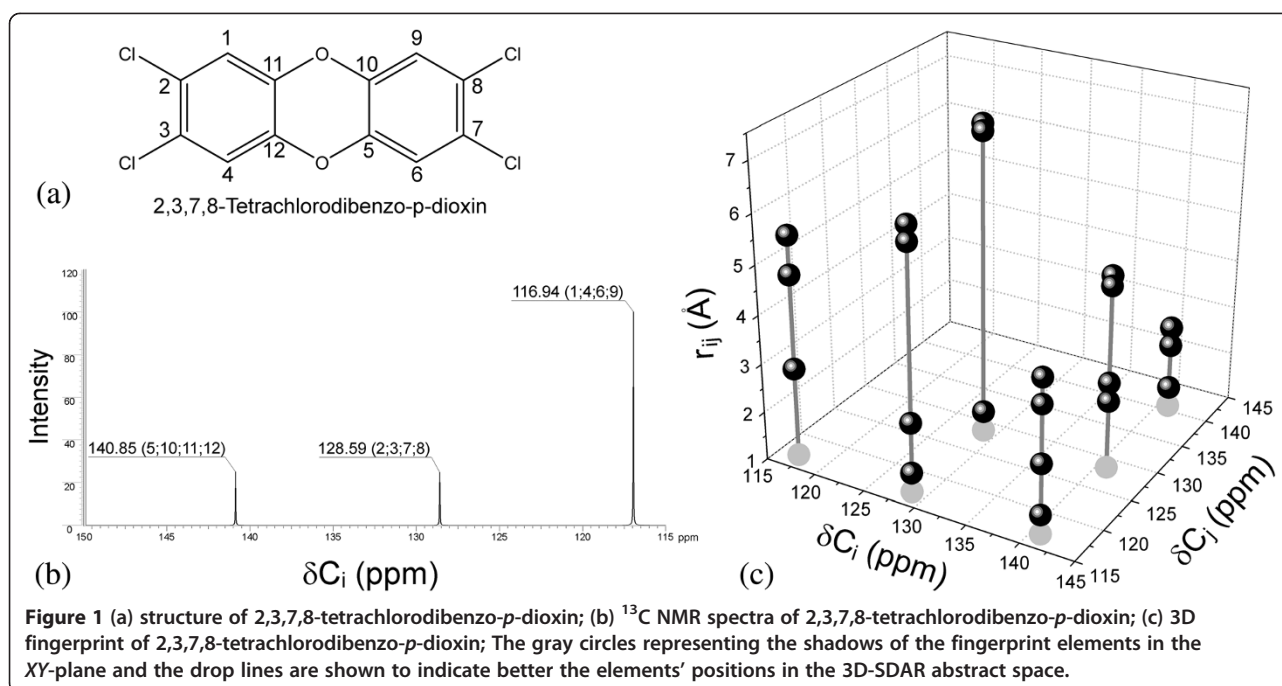 Cl 1 9 Cl
11 O 10
2 8
3 7
12 O 5
Cl 4 6 Cl
(a)
2,3,7,8-Tetrachlorodibenzo-p-dioxin
120
100
80
60
40
20
0
Intensity
116.94 (1;4;6;9)
140.85 (5;10;11;12)
128.59 (2;3;7;8)
150 145 140 135 130 125 120 115 ppm
(b)
δCi (ppm)
7
6
5
4
3
2
1
rij (Å)
115 120 125 130 135 140 145
δCi (ppm)
115 120 125 130 135 140 145
δCj (ppm)
(c)
Figure 1 (a) structure of 2,3,7,8-tetrachlorodibenzo-p-dioxin; (b) 13C NMR spectra of 2,3,7,8-tetrachlorodibenzo-p-dioxin; (c) 3D
fingerprint of 2,3,7,8-tetrachlorodibenzo-p-dioxin; The gray circles representing the shadows of the fingerprint elements in the
XY-plane and the drop lines are shown to indicate better the elements’ positions in the 3D-SDAR abstract space.